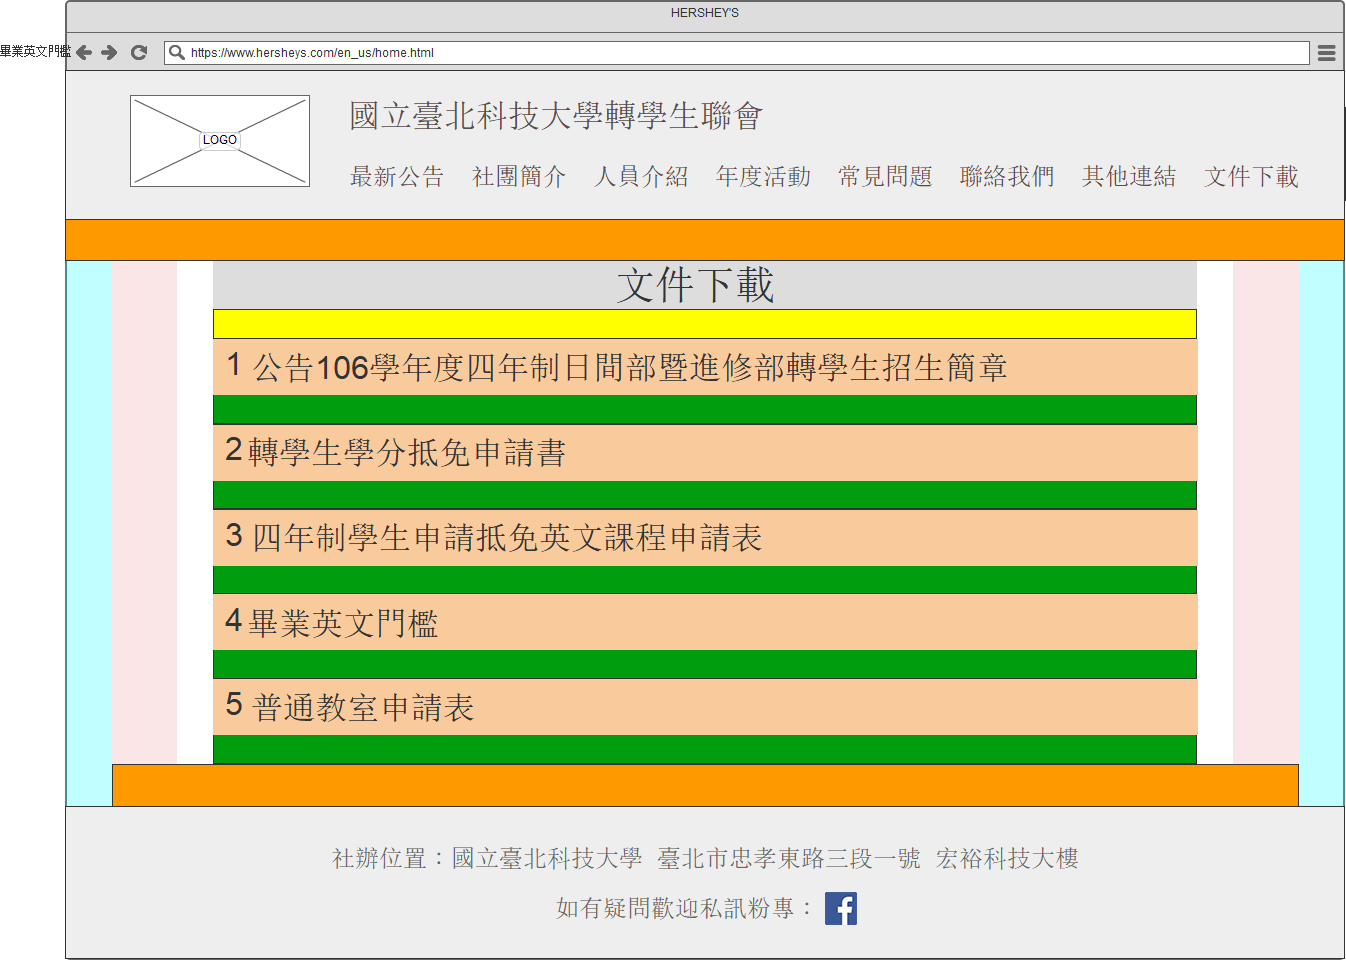 HERSHEY'S
畢業英文門檻
https://www.hersheys.com/en_us/home.html
LOGO
國立臺北科技大學轉學生聯會
最新公告 社團簡介 人員介紹 年度活動 常見問題 聯絡我們 其他連結 文件下載
文件下載
1 公告106學年度四年制日間部暨進修部轉學生招生簡章
2 轉學生學分抵免申請書
3 四年制學生申請抵免英文課程申請表
4 畢業英文門檻
5 普通教室申請表
社辦位置：國立臺北科技大學 臺北市忠孝東路三段一號 宏裕科技大樓
如有疑問歡迎私訊粉專：